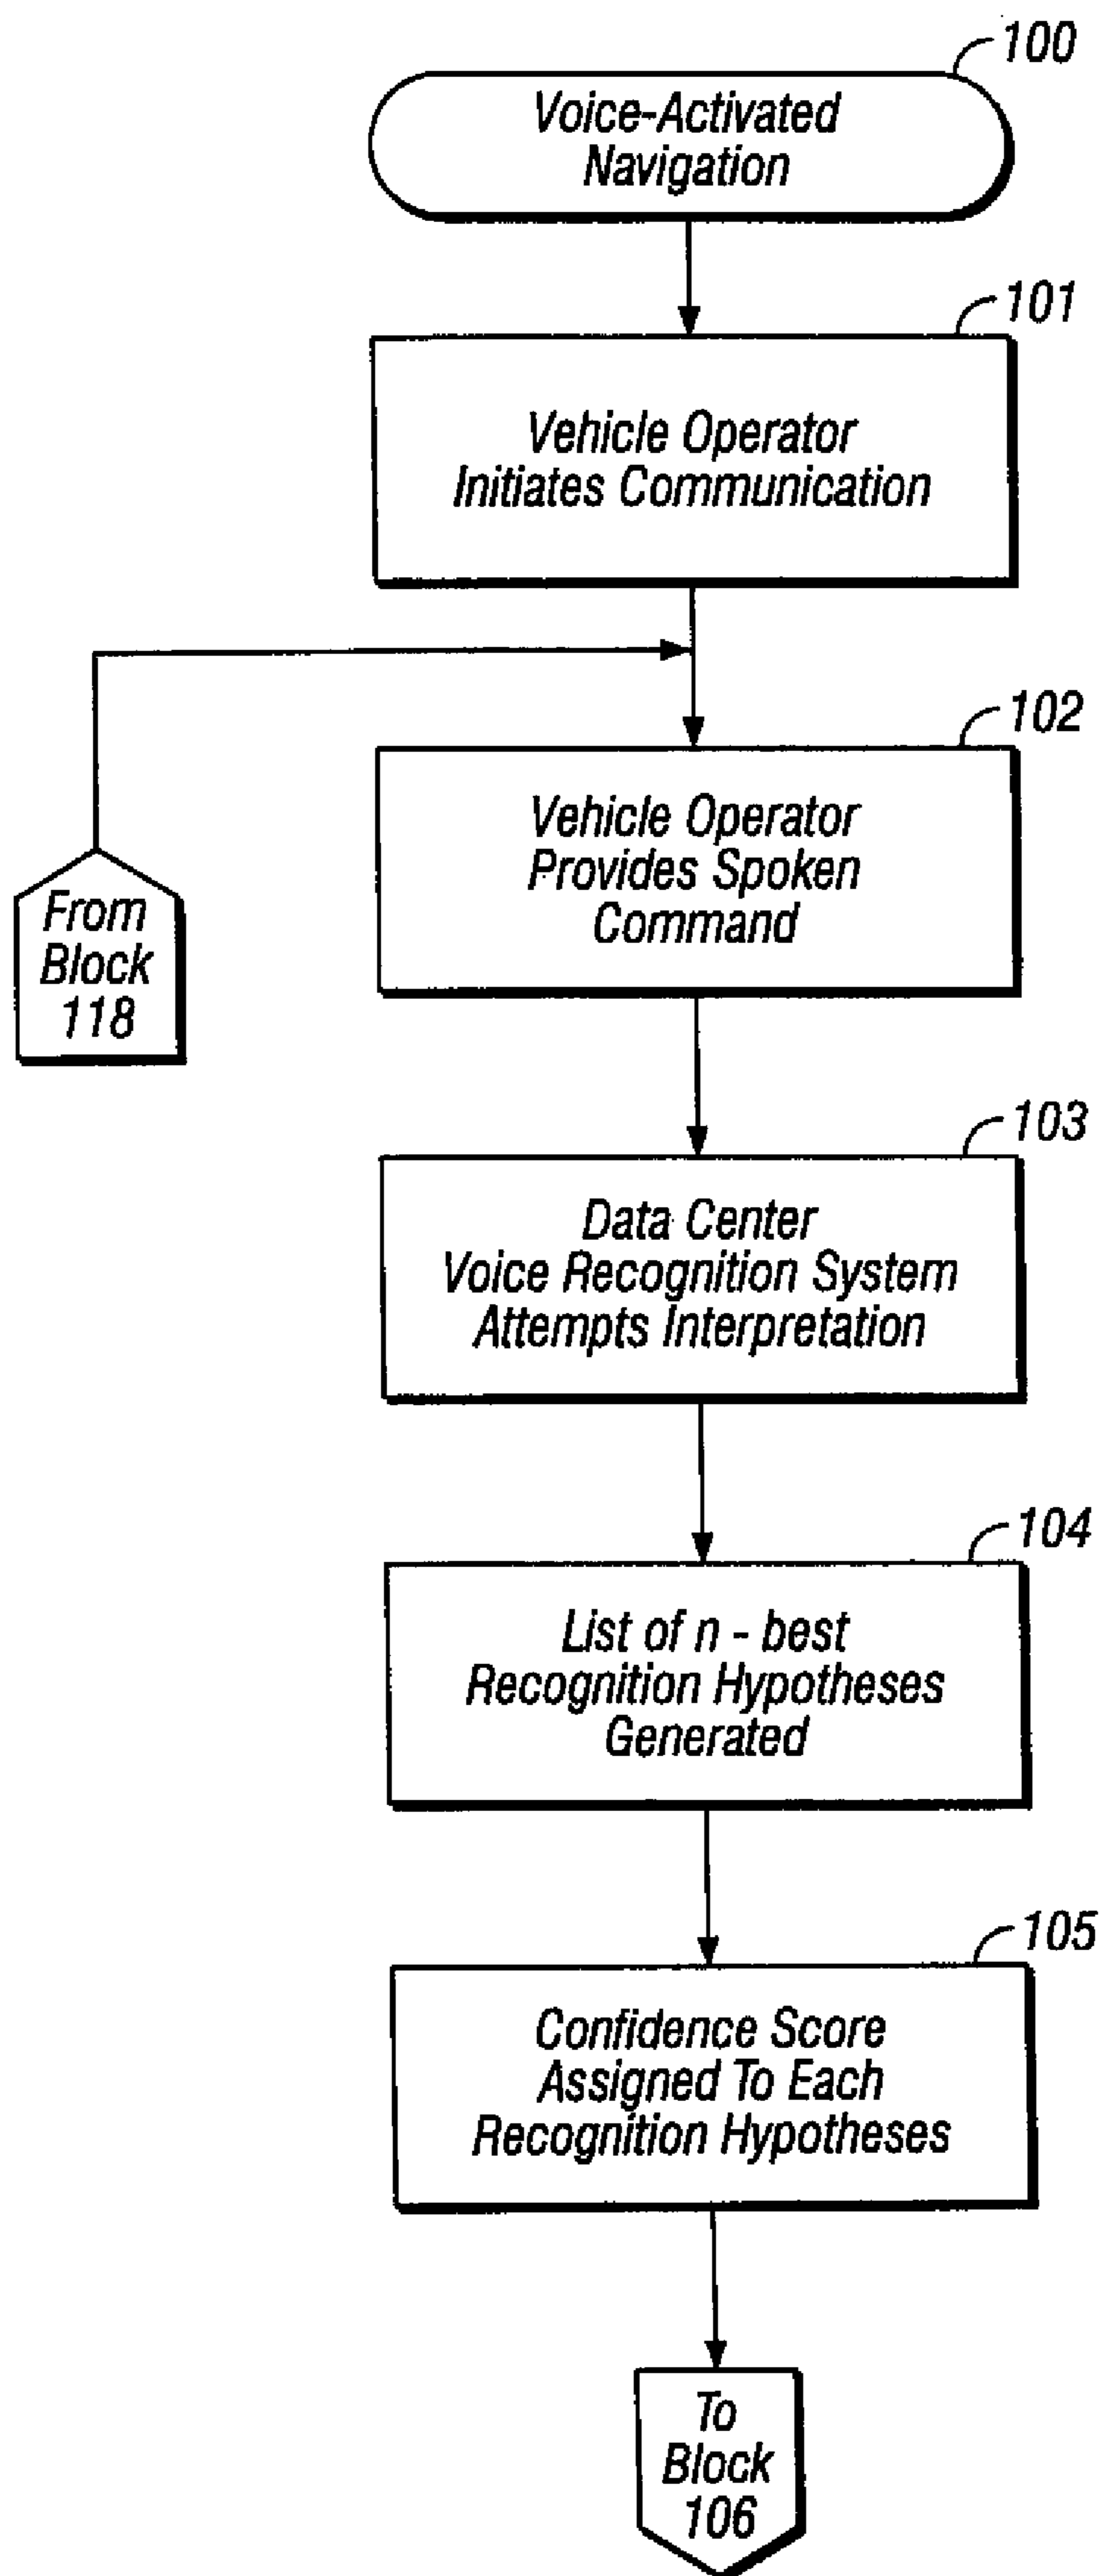 100
Voice-Activated
Navigation
101
Vehicle Operator
Initiates Communication
102
Vehicle Operator
Provides Spoken
Command
From
Block
118
103
Data Center
Voice Recognition System
Attempts Interpretation
104
List of n - best
Recognition Hypotheses
Generated
105
Confidence Score
Assigned To Each
Recognition Hypotheses
To
Block
106